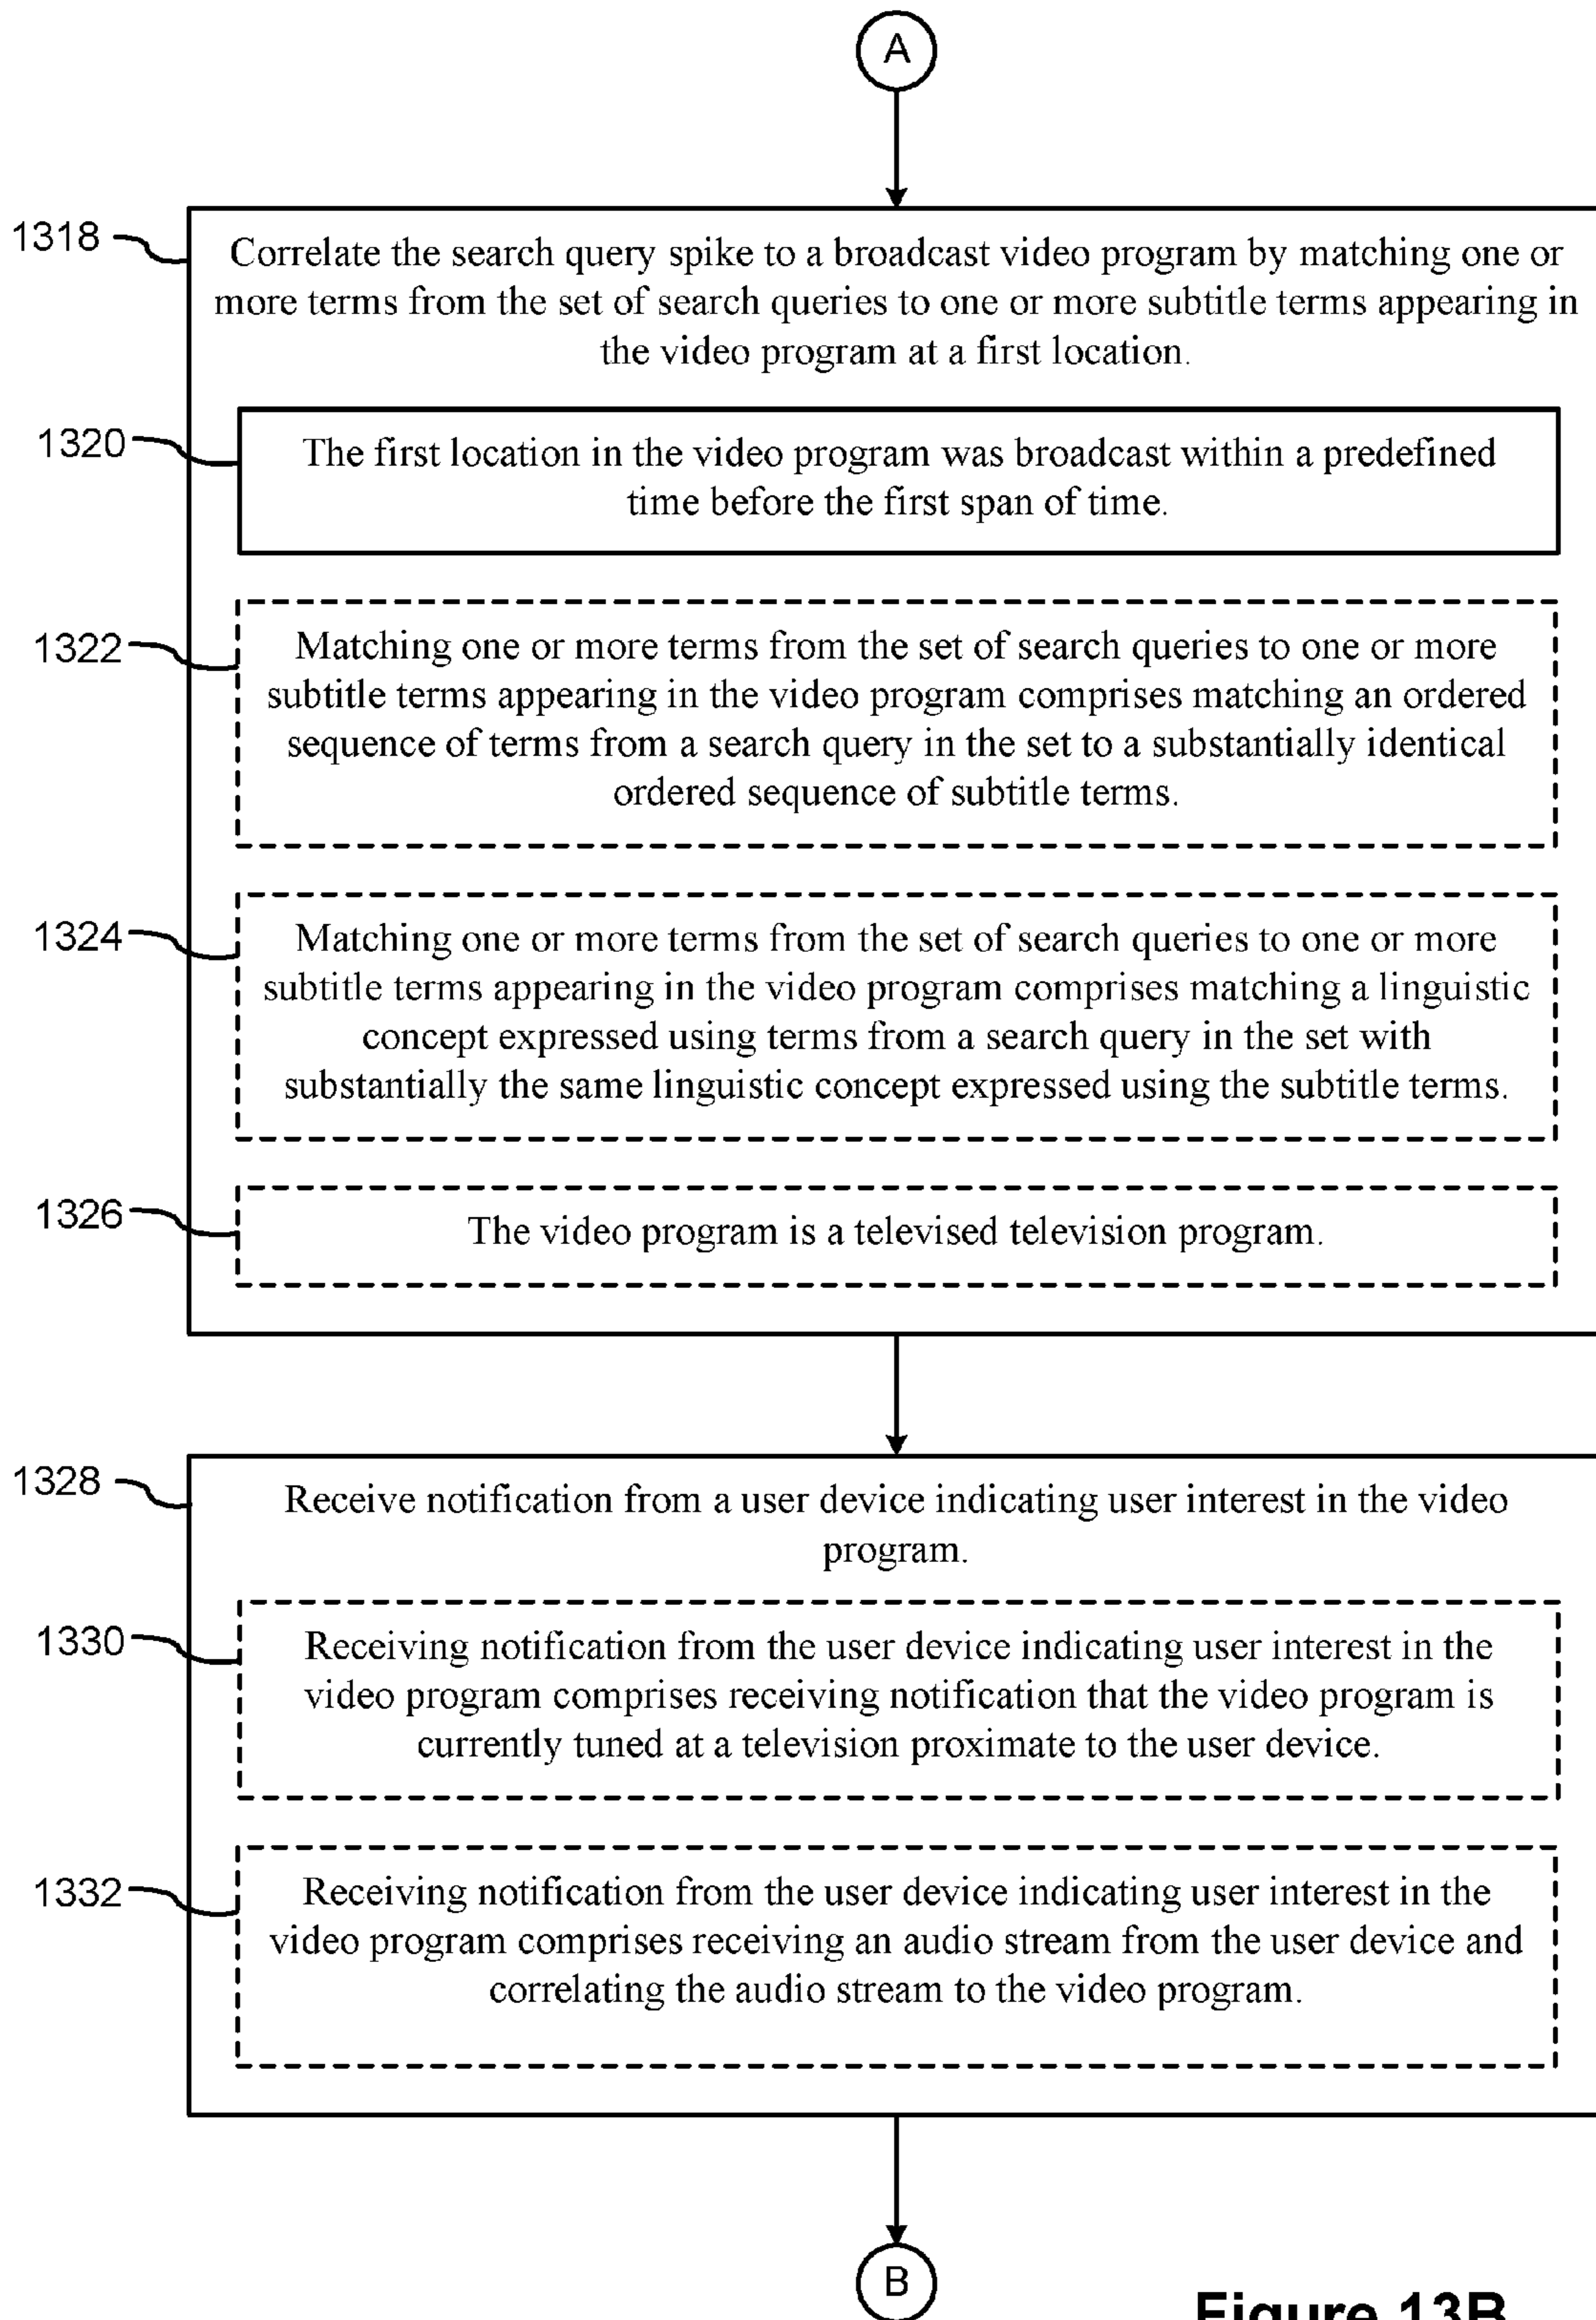 A
1318
Correlate the search query spike to a broadcast video program by matching one or
more terms from the set of search queries to one or more subtitle terms appearing in
the video program at a first location.
1320
The first location in the video program was broadcast within a predefined
time before the first span of time.
1322
Matching one or more terms from the set of search queries to one or more
subtitle terms appearing in the video program comprises matching an ordered
sequence of terms from a search query in the set to a substantially identical
ordered sequence of subtitle terms.
1324
Matching one or more terms from the set of search queries to one or more
subtitle terms appearing in the video program comprises matching a linguistic
concept expressed using terms from a search query in the set with
substantially the same linguistic concept expressed using the subtitle terms.
1326
The video program is a televised television program.
1328
Receive notification from a user device indicating user interest in the video
program.
1330
Receiving notification from the user device indicating user interest in the
video program comprises receiving notification that the video program is
currently tuned at a television proximate to the user device.
1332
Receiving notification from the user device indicating user interest in the
video program comprises receiving an audio stream from the user device and
correlating the audio stream to the video program.
B
Figure 13B